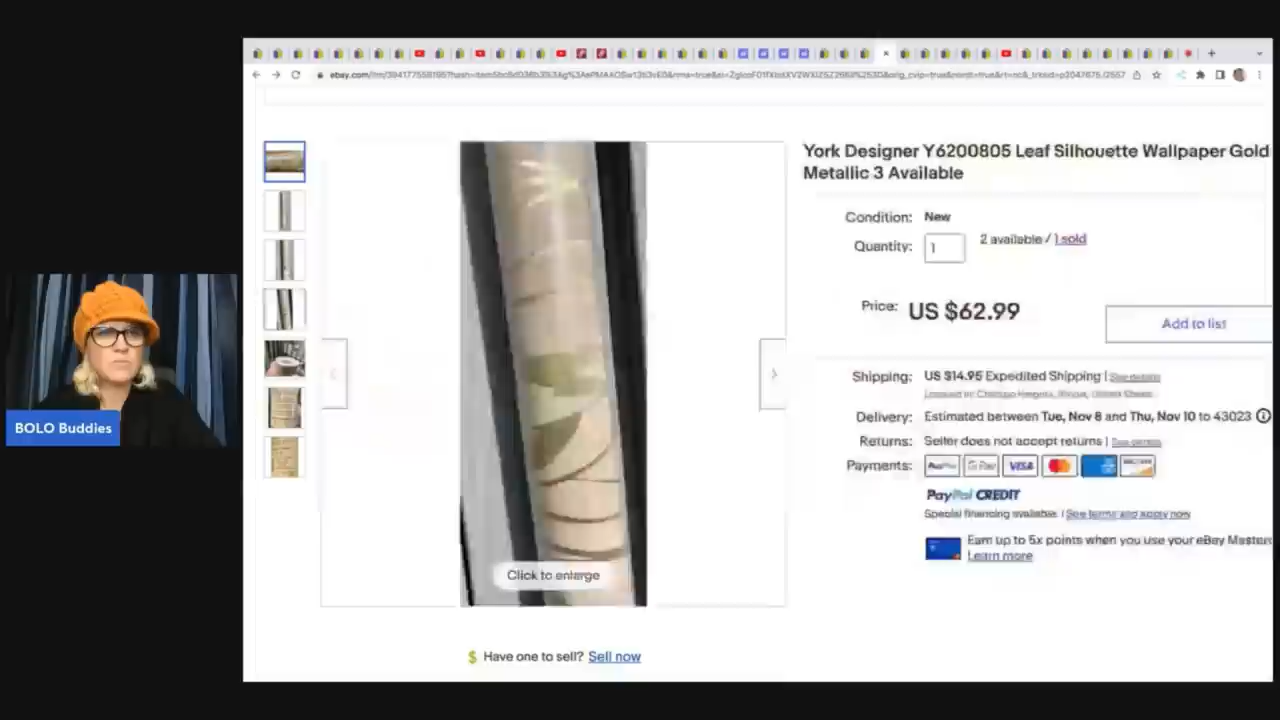 BOLO Buddies
York Designer Y6200805 Leaf Silhouette Wallpaper Gold
Metallic 3 Available
Condition: New
Quantity: 1 2 available / 1 sold
Price: US $62.99
Add to list
Shipping: US $14.95 Expedited Shipping | See details
Delivery: Estimated between Tue, Nov 8 and Thu, Nov 10 to 43023
Returns: Seller does not accept returns | See details
Payments: PayPal G Pay VISA
PayPal CREDIT
Special financing available. | See terms and apply now
Earn up to 5x points when you use your eBay Masterc
Learn more
Click to enlarge
$ Have one to sell? Sell now